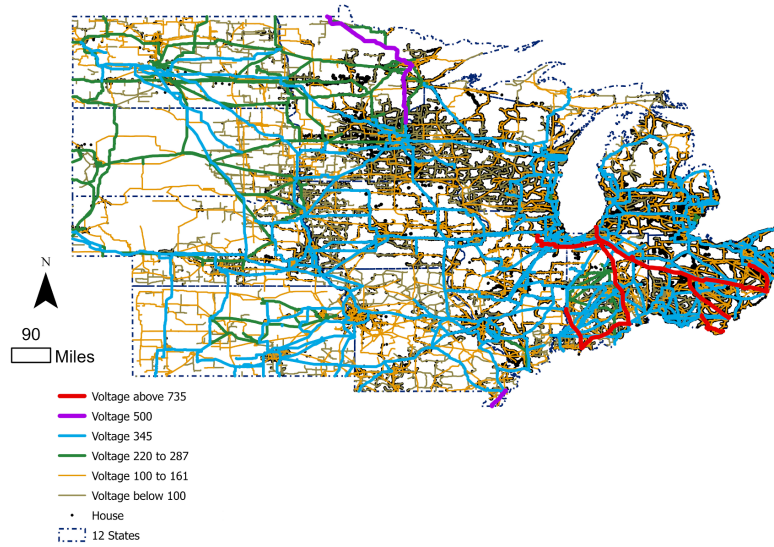 N
90
Miles
Voltage above 735
Voltage 500
Voltage 345
Voltage 220 to 287
Voltage 100 to 161
Voltage below 100
House
12 States